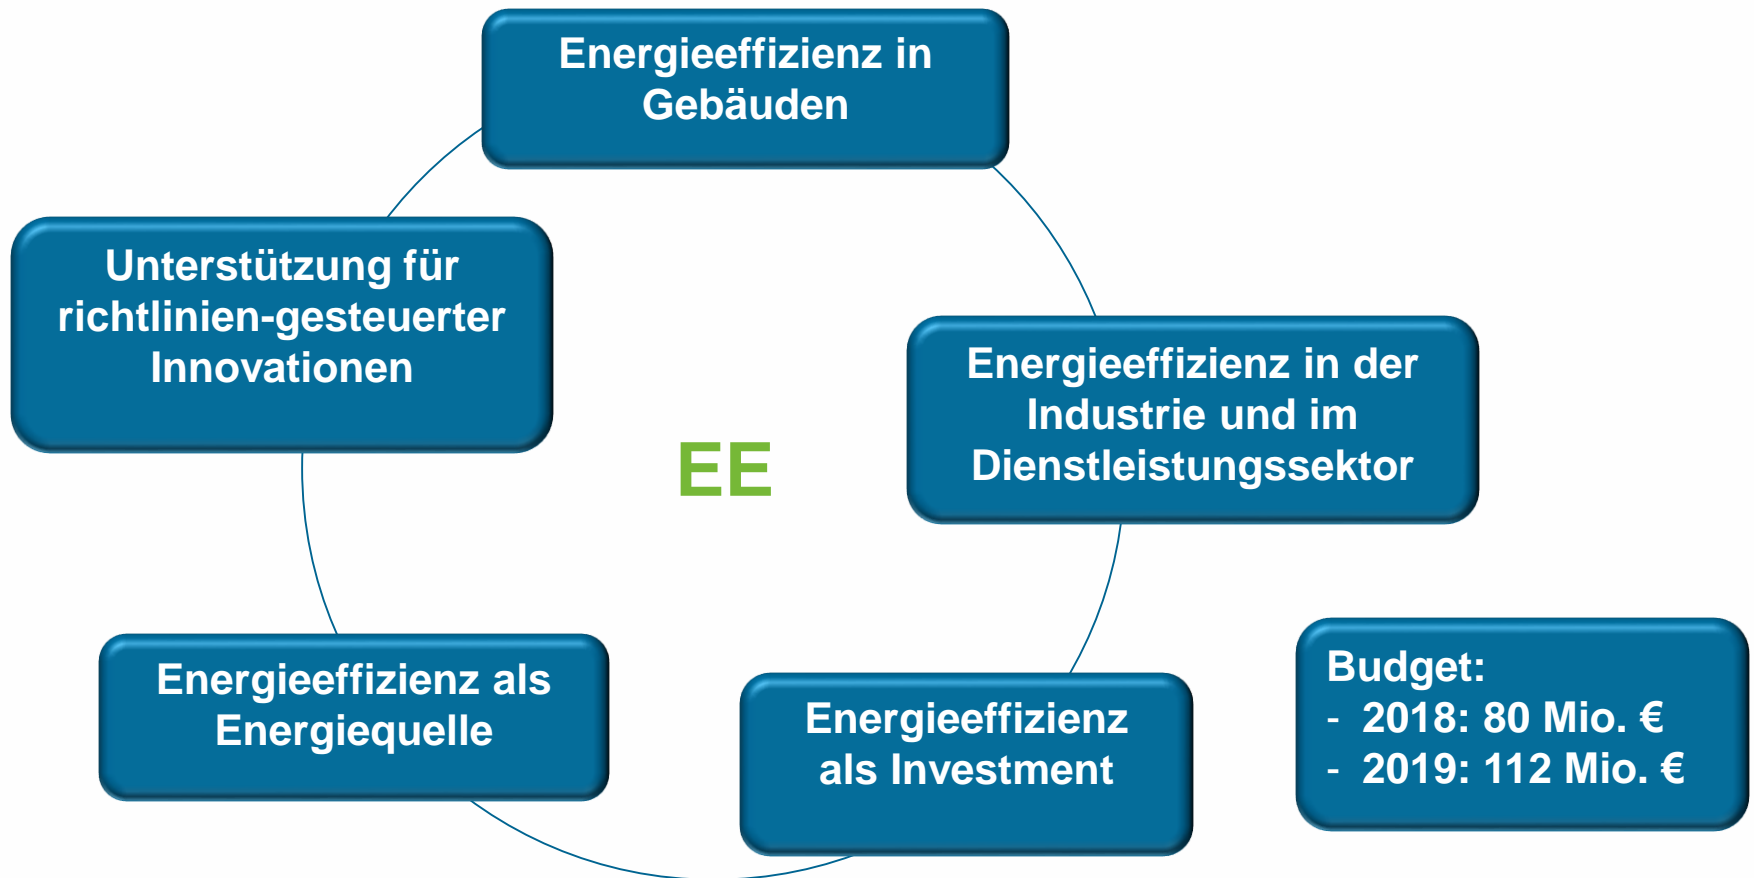 Energieeffizienz in
Gebäuden
Unterstützung für
richtlinien-gesteuerter
Innovationen
Energieeffizienz in der
Industrie und im
Dienstleistungssektor
EE
Energieeffizienz als
Energiequelle
Energieeffizienz
als Investment
Budget:
- 2018: 80 Mio. €
- 2019: 112 Mio. €